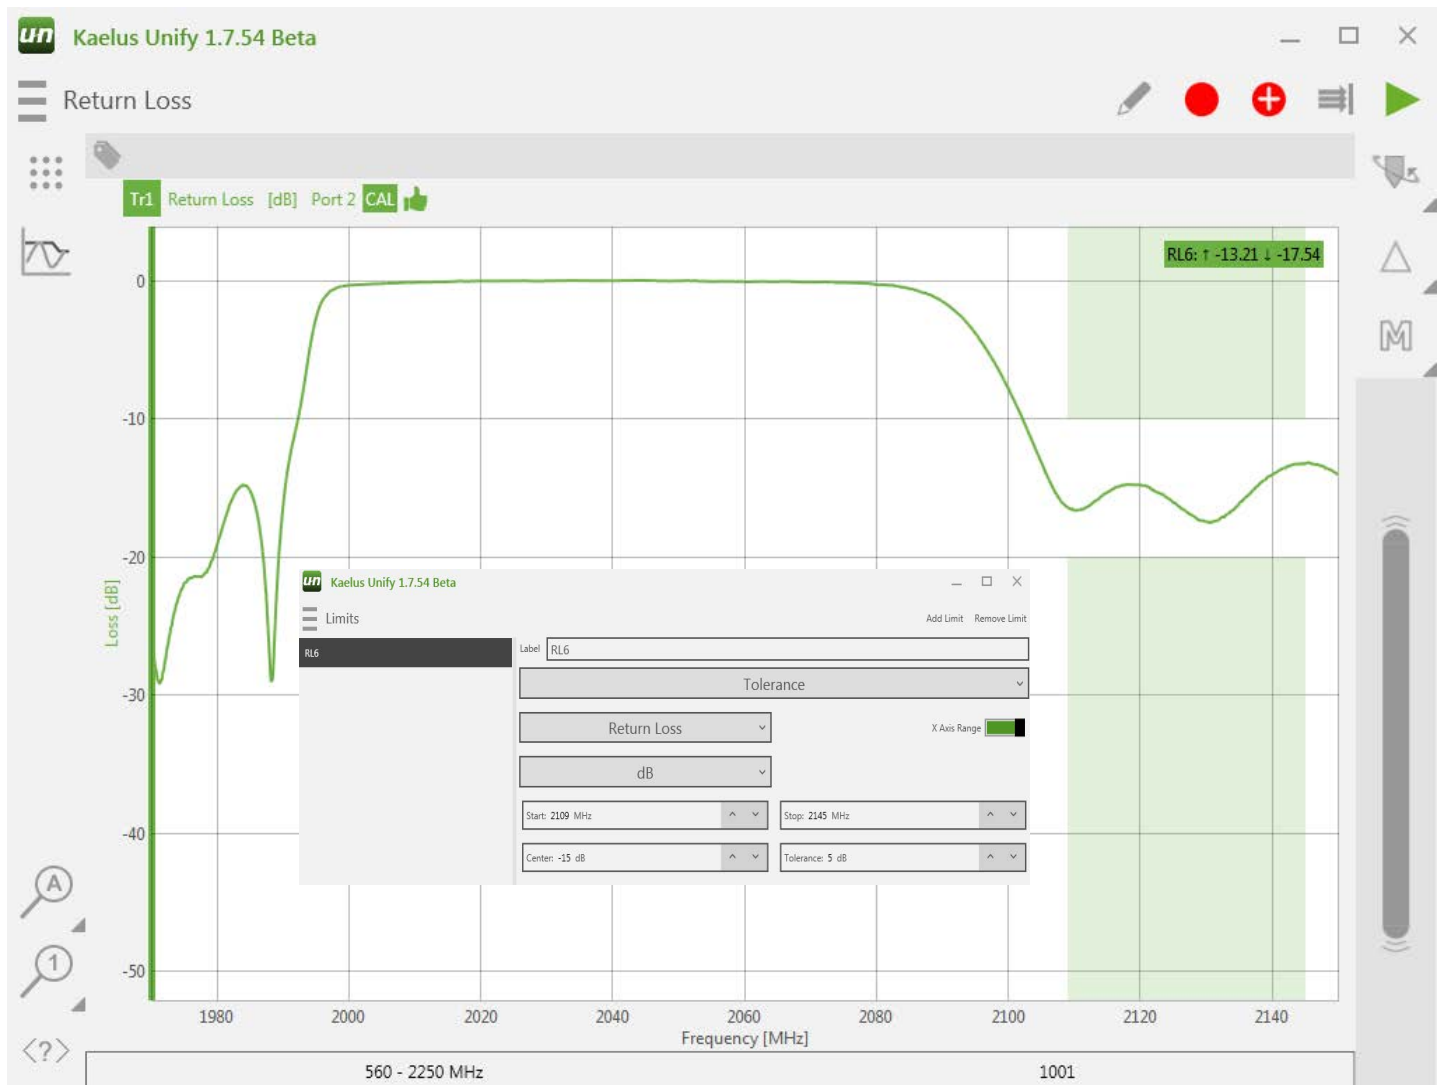 un Kaelus Unify 1.7.54 Beta
Return Loss
Tr1 Return Loss [dB] Port 2 CAL
RL6: ↑ -13.21 ↓ -17.54
0
-10
-20
-30
-40
-50
Loss [dB]
A
1
<?>
M
un Kaelus Unify 1.7.54 Beta
Limits
Add Limit Remove Limit
RL6
Label RL6
Tolerance
Return Loss
X Axis Range
dB
Start: 2109 MHz
Stop: 2145 MHz
Center: -15 dB
Tolerance: 5 dB
1980 2000 2020 2040 2060 2080 2100 2120 2140
Frequency [MHz]
560 - 2250 MHz 1001